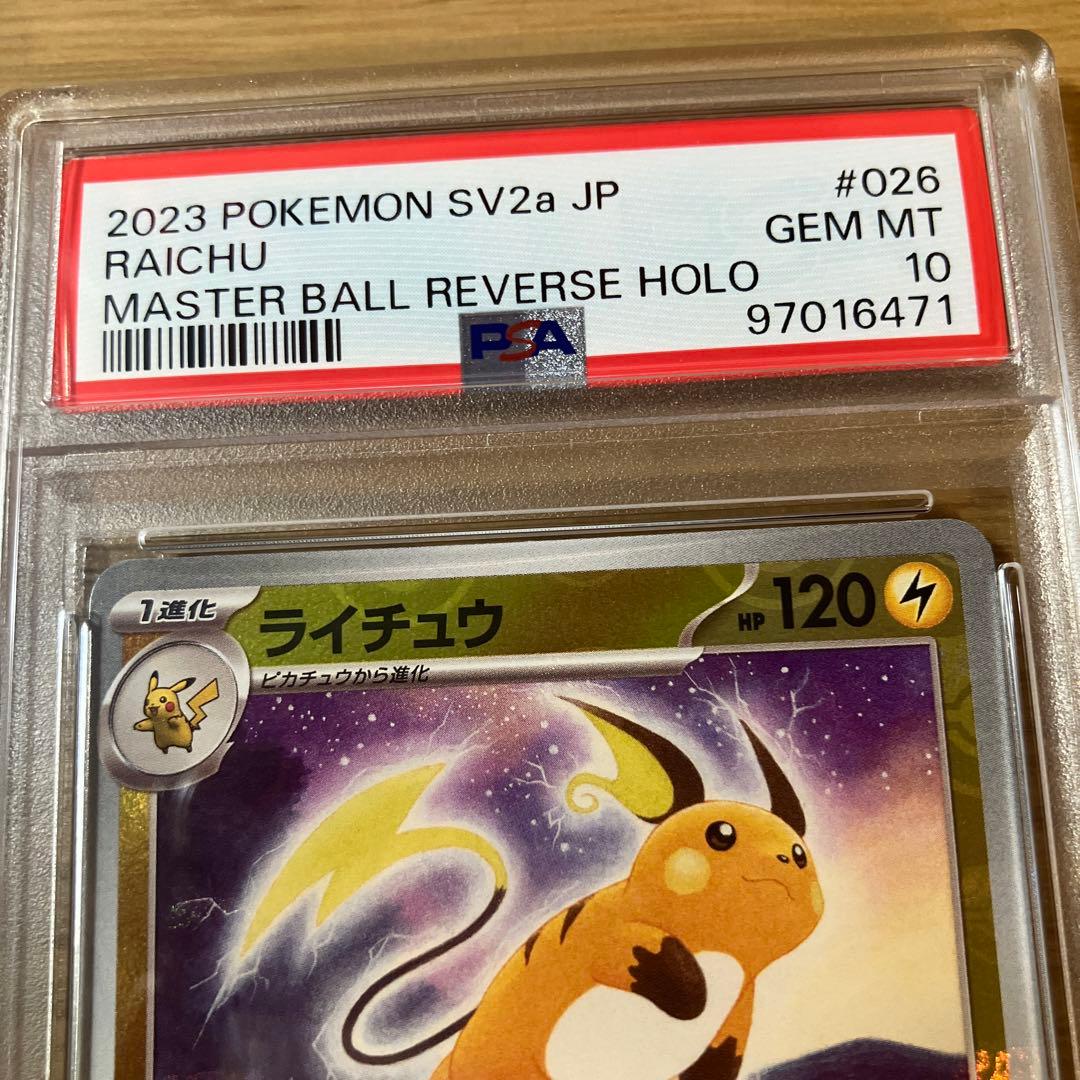 2023 POKEMON SV2a JP #026
RAICHU GEM MT
MASTER BALL REVERSE HOLO 10
97016471
PSA
1進化 ライチュウ HP 120
ピカチュウから進化